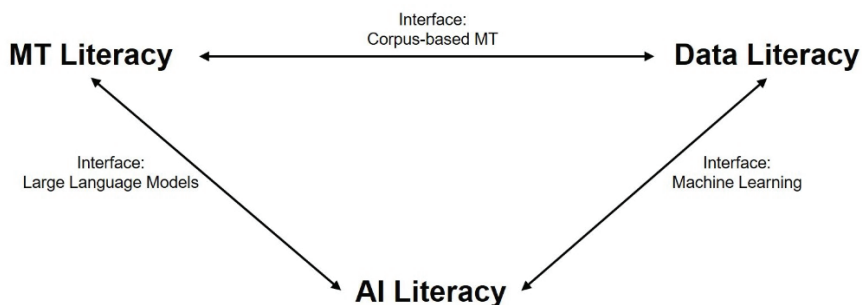 Interface:
Corpus-based MT
MT Literacy
Data Literacy
Interface:
Large Language Models
Interface:
Machine Learning
AI Literacy